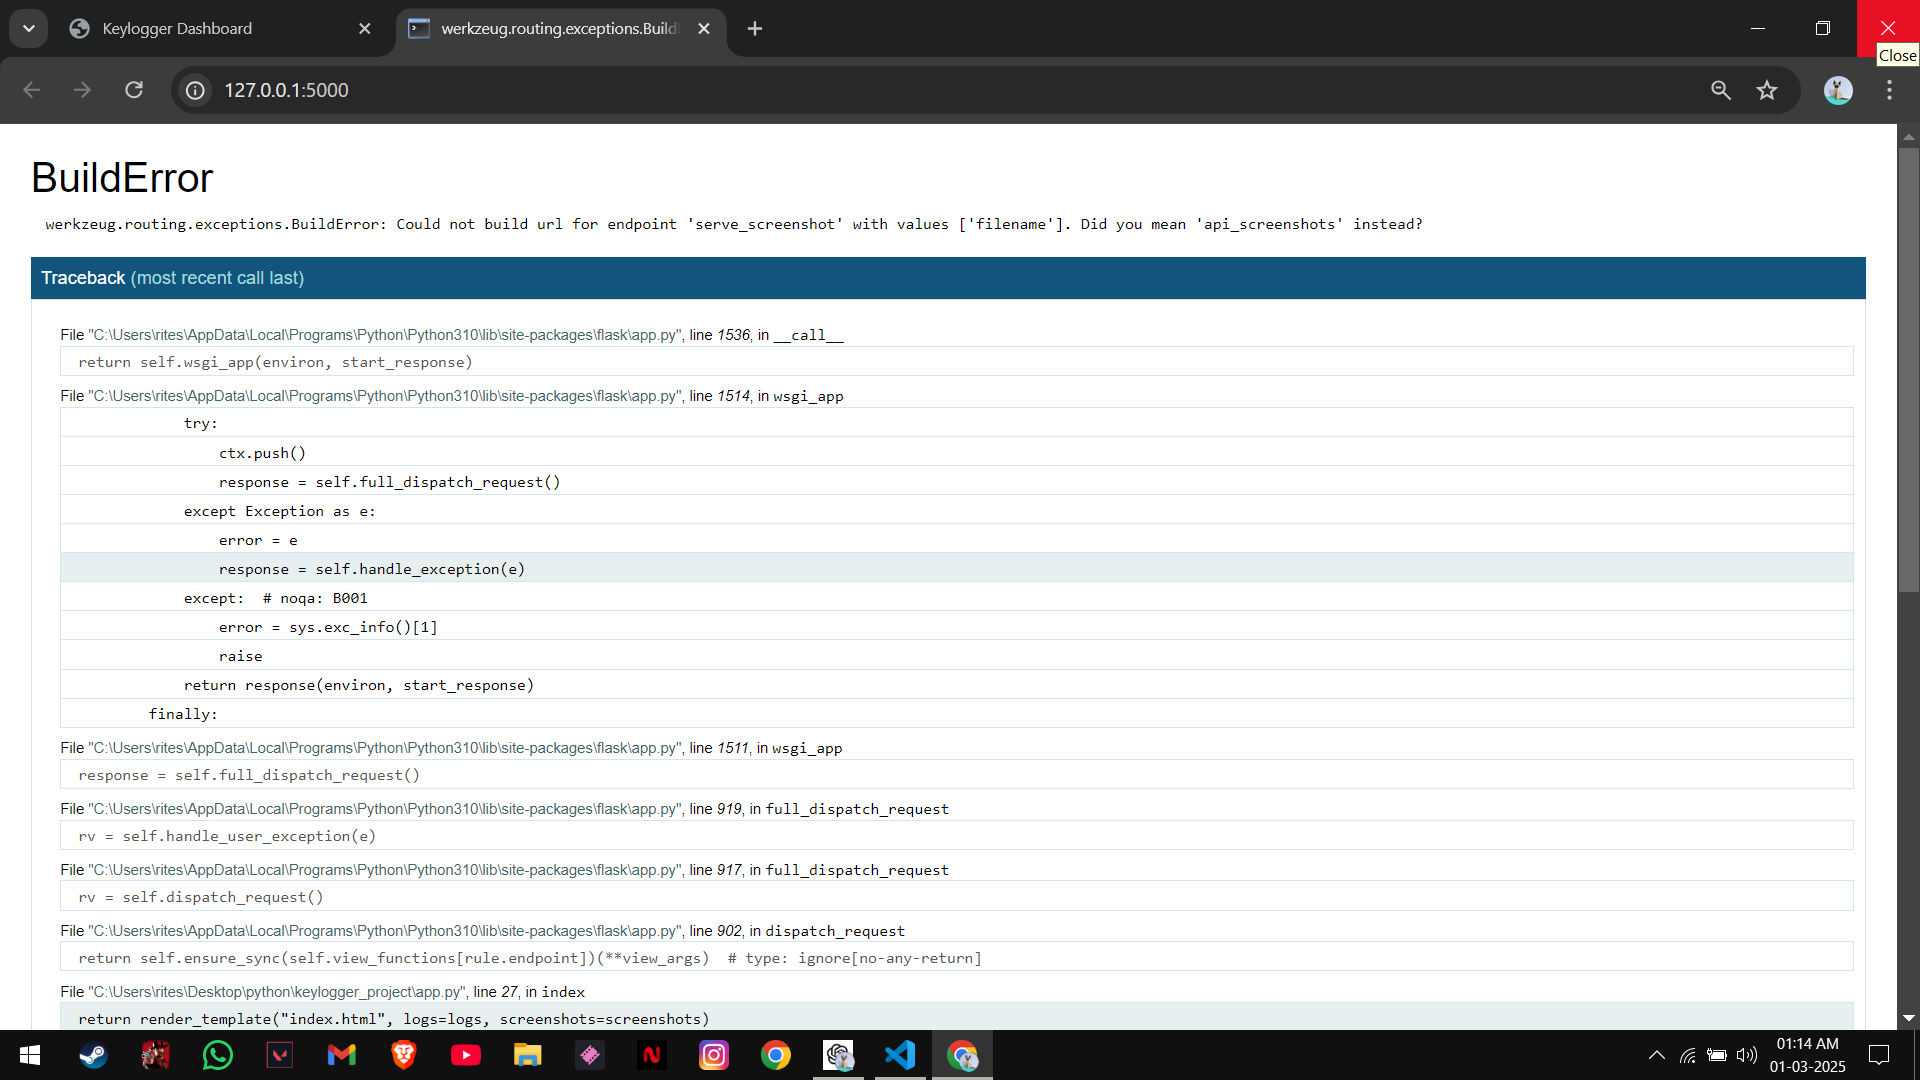 Keylogger Dashboard
werkzeug.routing.exceptions.Build
Close
127.0.0.1:5000
BuildError
werkzeug.routing.exceptions.BuildError: Could not build url for endpoint 'serve_screenshot' with values ['filename']. Did you mean 'api_screenshots' instead?
Traceback (most recent call last)
File "C:\Users\rites\AppData\Local\Programs\Python\Python310\lib\site-packages\flask\app.py", line 1536, in __call__
return self.wsgi_app(environ, start_response)
File "C:\Users\rites\AppData\Local\Programs\Python\Python310\lib\site-packages\flask\app.py", line 1514, in wsgi_app
try:
ctx.push()
response = self.full_dispatch_request()
except Exception as e:
error = e
response = self.handle_exception(e)
except:  # noqa: B001
error = sys.exc_info()[1]
raise
return response(environ, start_response)
finally:
File "C:\Users\rites\AppData\Local\Programs\Python\Python310\lib\site-packages\flask\app.py", line 1511, in wsgi_app
response = self.full_dispatch_request()
File "C:\Users\rites\AppData\Local\Programs\Python\Python310\lib\site-packages\flask\app.py", line 919, in full_dispatch_request
rv = self.handle_user_exception(e)
File "C:\Users\rites\AppData\Local\Programs\Python\Python310\lib\site-packages\flask\app.py", line 917, in full_dispatch_request
rv = self.dispatch_request()
File "C:\Users\rites\AppData\Local\Programs\Python\Python310\lib\site-packages\flask\app.py", line 902, in dispatch_request
return self.ensure_sync(self.view_functions[rule.endpoint])(**view_args)  # type: ignore[no-any-return]
File "C:\Users\rites\Desktop\python\keylogger_project\app.py", line 27, in index
return render_template("index.html", logs=logs, screenshots=screenshots)
01:14 AM
01-03-2025